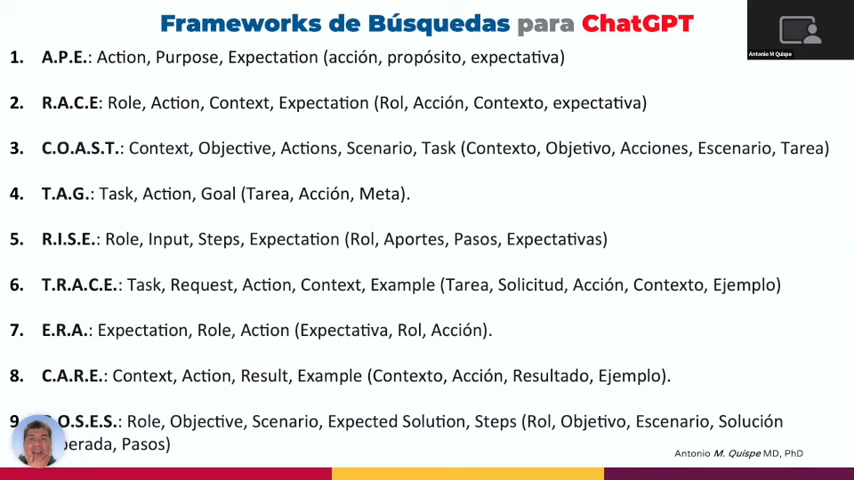 Frameworks de Búsquedas para ChatGPT
Antonio M Quispe
1. A.P.E.: Action, Purpose, Expectation (acción, propósito, expectativa)
2. R.A.C.E: Role, Action, Context, Expectation (Rol, Acción, Contexto, expectativa)
3. C.O.A.S.T.: Context, Objective, Actions, Scenario, Task (Contexto, Objetivo, Acciones, Escenario, Tarea)
4. T.A.G.: Task, Action, Goal (Tarea, Acción, Meta).
5. R.I.S.E.: Role, Input, Steps, Expectation (Rol, Aportes, Pasos, Expectativas)
6. T.R.A.C.E.: Task, Request, Action, Context, Example (Tarea, Solicitud, Acción, Contexto, Ejemplo)
7. E.R.A.: Expectation, Role, Action (Expectativa, Rol, Acción).
8. C.A.R.E.: Context, Action, Result, Example (Contexto, Acción, Resultado, Ejemplo).
9 .O.S.E.S.: Role, Objective, Scenario, Expected Solution, Steps (Rol, Objetivo, Escenario, Solución
perada, Pasos)
Antonio M. Quispe MD, PhD